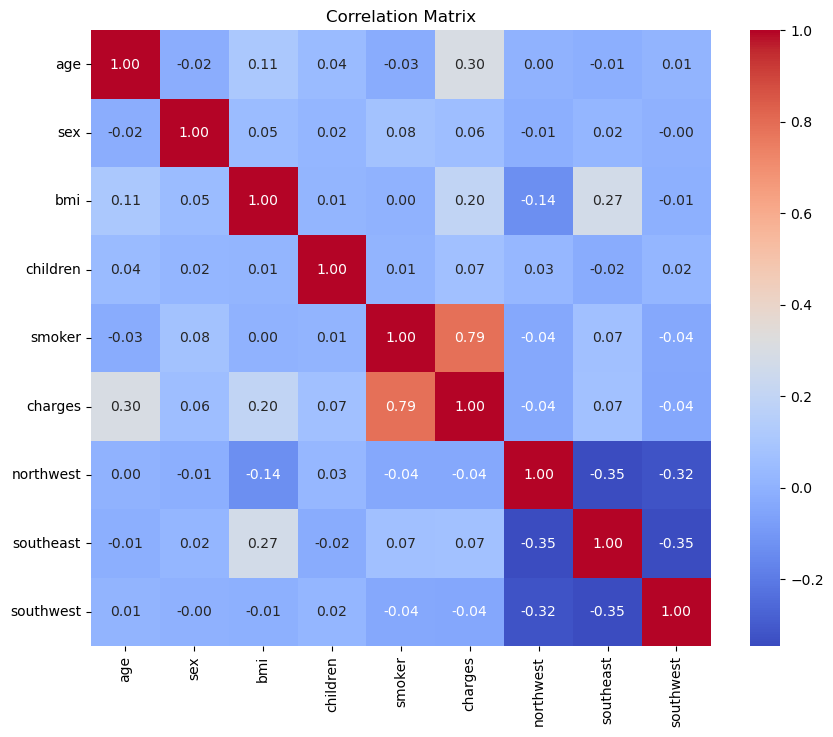 Correlation Matrix
age 1.00 -0.02 0.11 0.04 -0.03 0.30 0.00 -0.01 0.01
sex -0.02 1.00 0.05 0.02 0.08 0.06 -0.01 0.02 -0.00
bmi 0.11 0.05 1.00 0.01 0.00 0.20 -0.14 0.27 -0.01
children 0.04 0.02 0.01 1.00 0.01 0.07 0.03 -0.02 0.02
smoker -0.03 0.08 0.00 0.01 1.00 0.79 -0.04 0.07 -0.04
charges 0.30 0.06 0.20 0.07 0.79 1.00 -0.04 0.07 -0.04
northwest 0.00 -0.01 -0.14 0.03 -0.04 -0.04 1.00 -0.35 -0.32
southeast -0.01 0.02 0.27 -0.02 0.07 0.07 -0.35 1.00 -0.35
southwest 0.01 -0.00 -0.01 0.02 -0.04 -0.04 -0.32 -0.35 1.00
age sex bmi children smoker charges northwest southeast southwest
1.0
0.8
0.6
0.4
0.2
0.0
−0.2